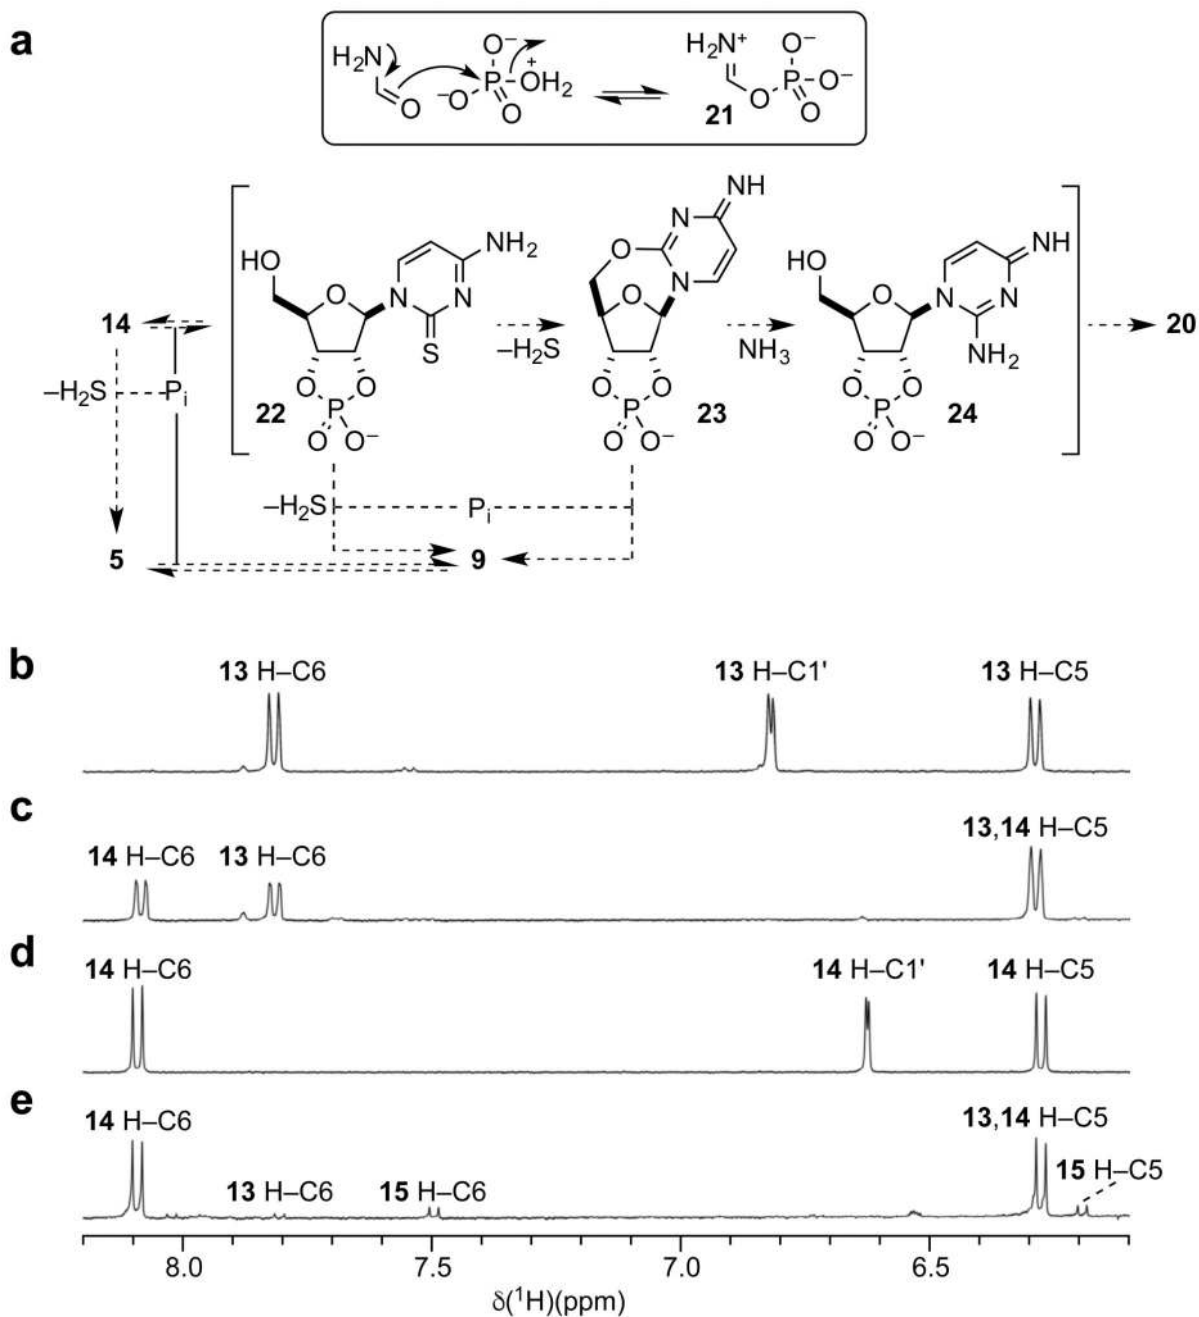 a
H₂N O⁻ ⁻O P O OH₂⁺ H₂N⁺ O P O⁻ O⁻ O
21
HO O N N NH₂ S O O P O O⁻
22
–H₂S
O N NH N O O O P O O⁻
23
NH₃
HO O N N NH NH₂ O O P O O⁻
24
14
20
–H₂S Pᵢ
–H₂S Pᵢ
5 9
b
13 H–C6 13 H–C1' 13 H–C5
c
14 H–C6 13 H–C6 13,14 H–C5
d
14 H–C6 14 H–C1' 14 H–C5
e
14 H–C6 13 H–C6 15 H–C6 13,14 H–C5 15 H–C5
8.0 7.5 7.0 6.5
δ(¹H)(ppm)